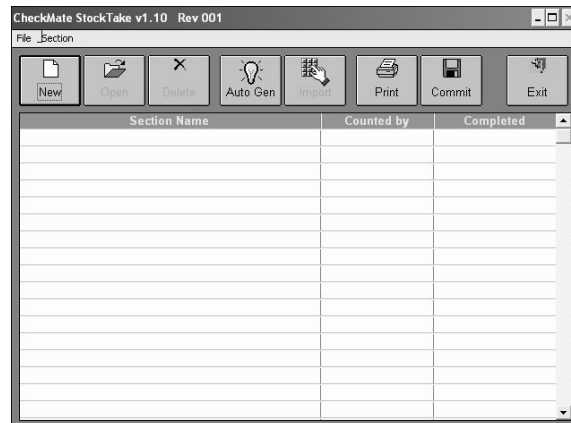 CheckMate StockTake v1.10 Rev 001
File Section
New Open Delete Auto Gen Import Print Commit Exit
Section Name Counted by Completed